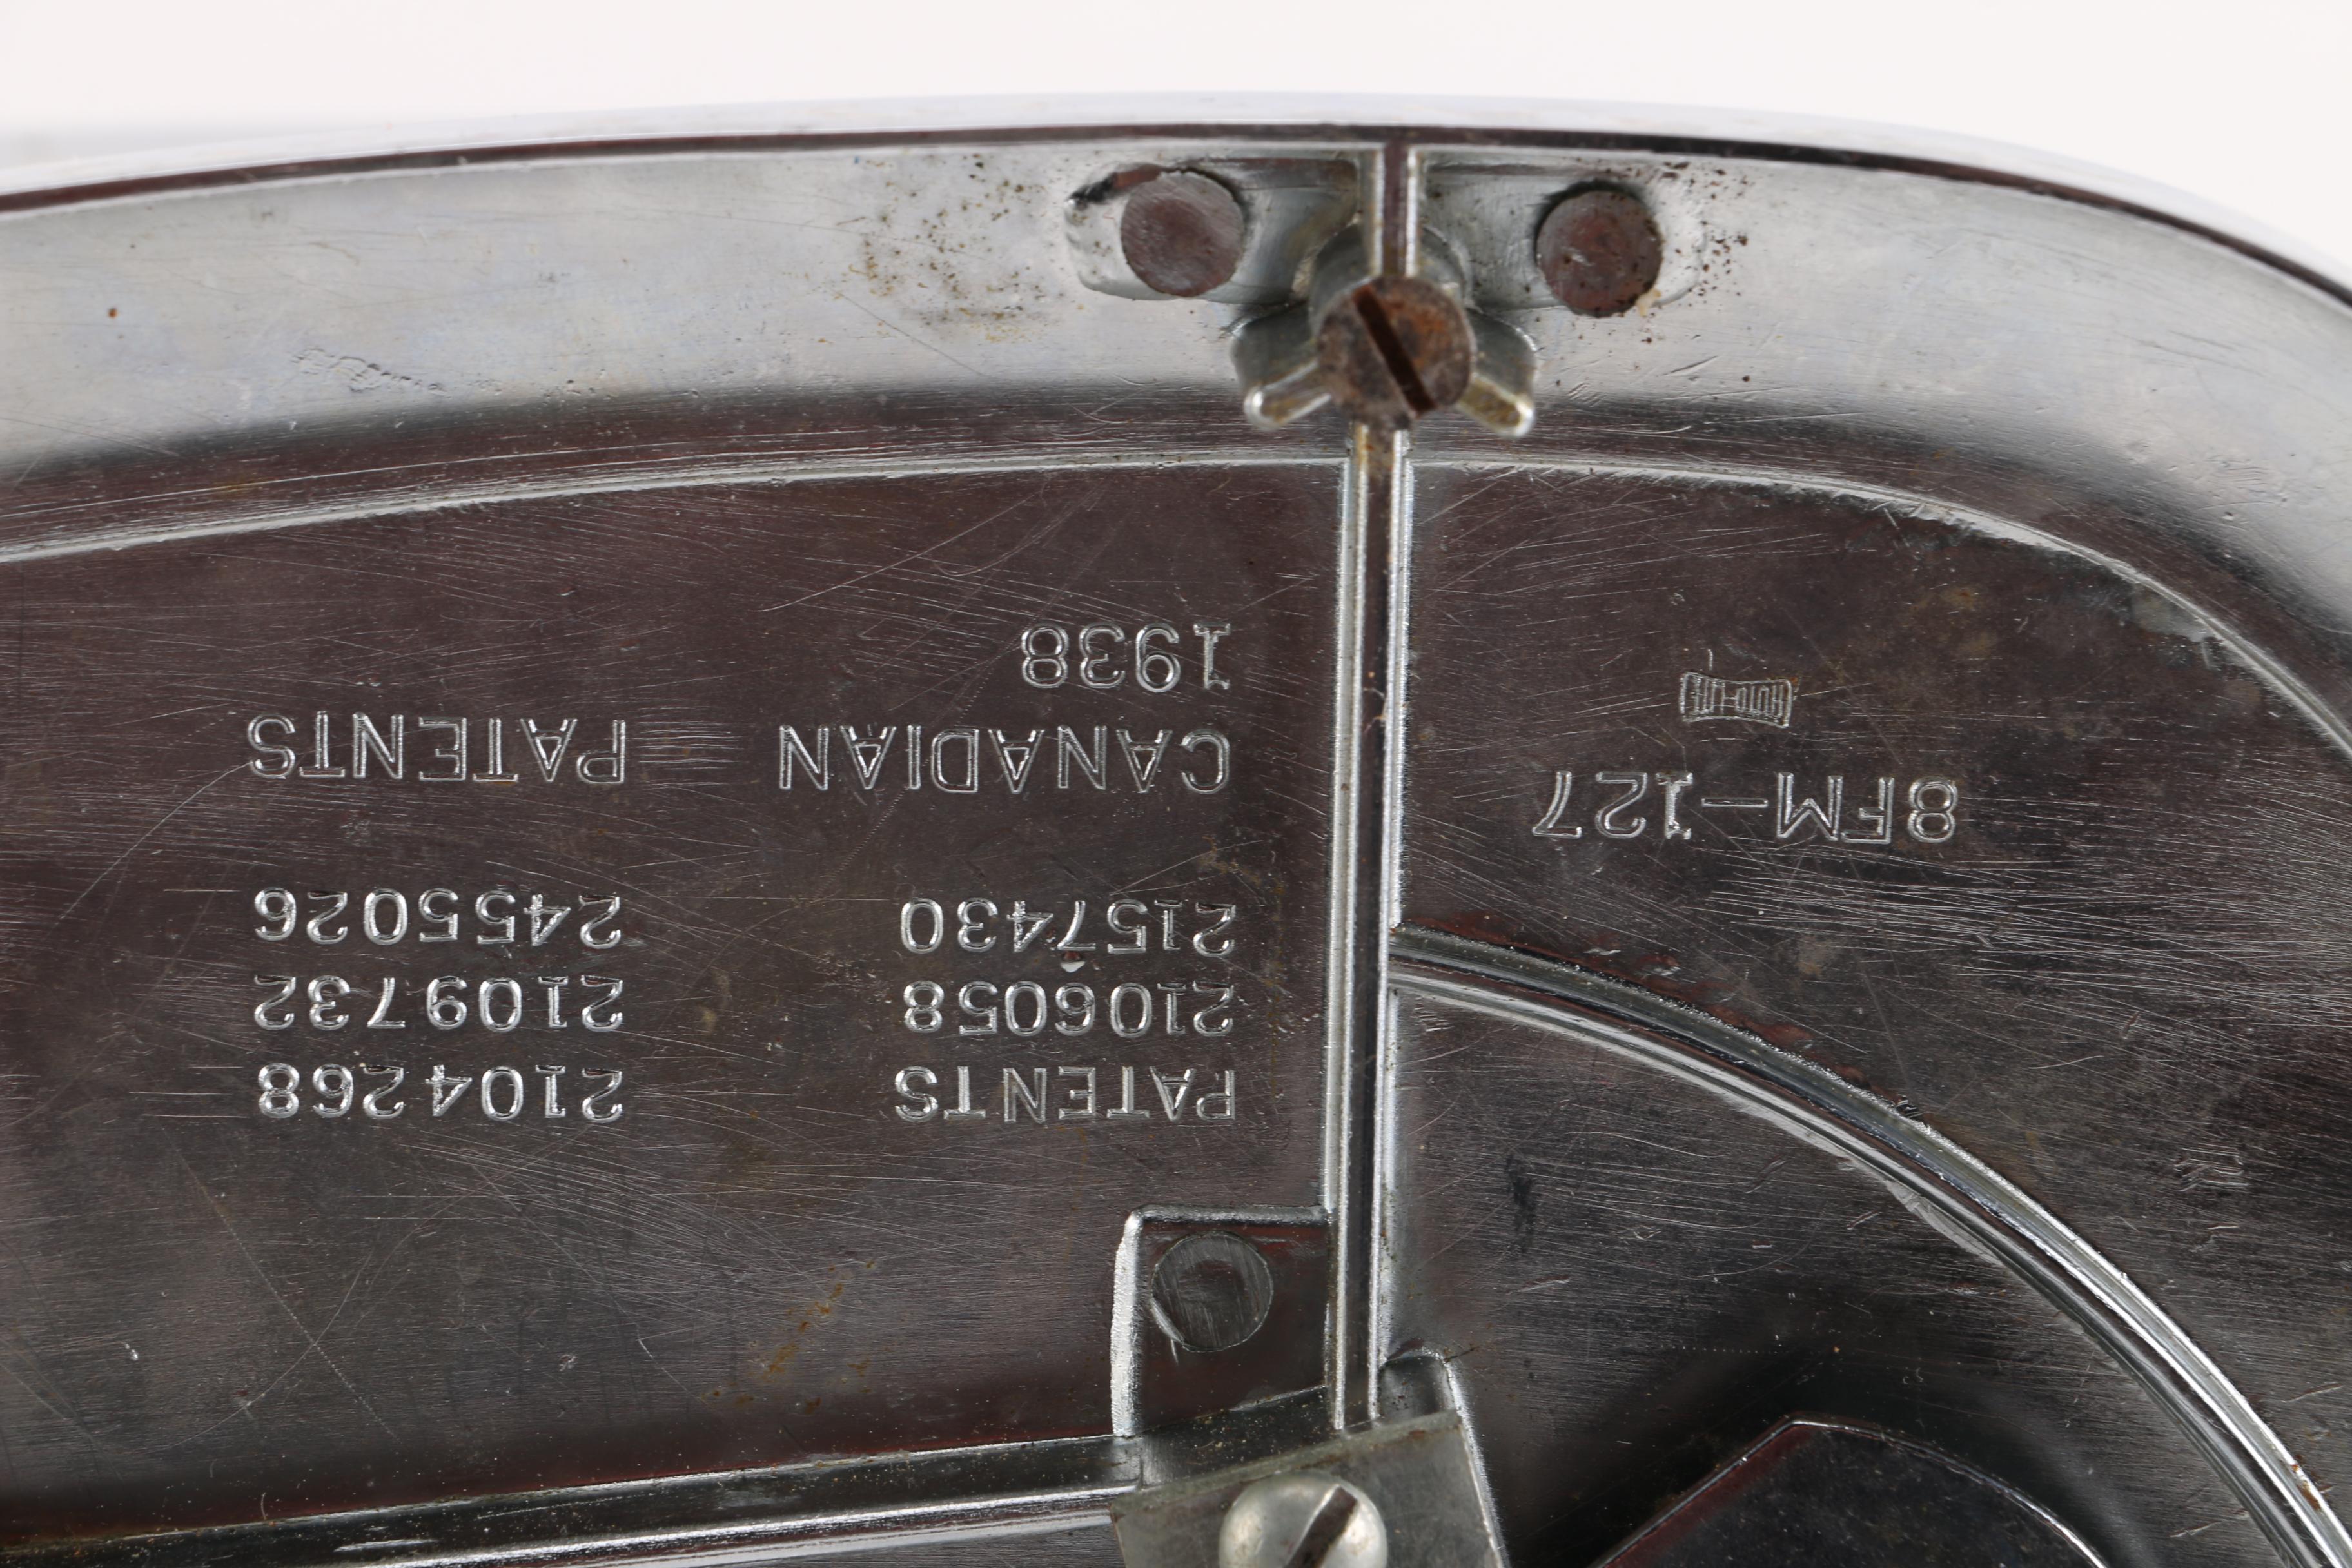 PATENTS 2104268
2106058 2109732
2157430 2455026
CANADIAN PATENTS
1938
8FM-127